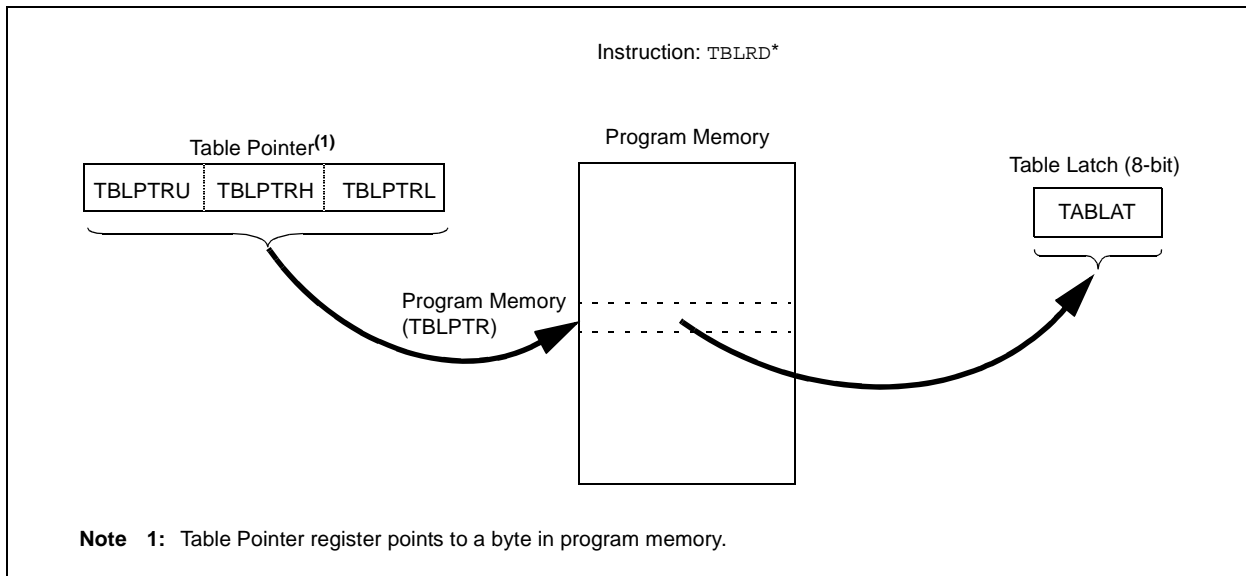 Instruction: TBLRD*
Table Pointer(1)
Program Memory
Table Latch (8-bit)
TBLPTRU TBLPTRH TBLPTRL
TABLAT
Program Memory
(TBLPTR)
Note 1: Table Pointer register points to a byte in program memory.